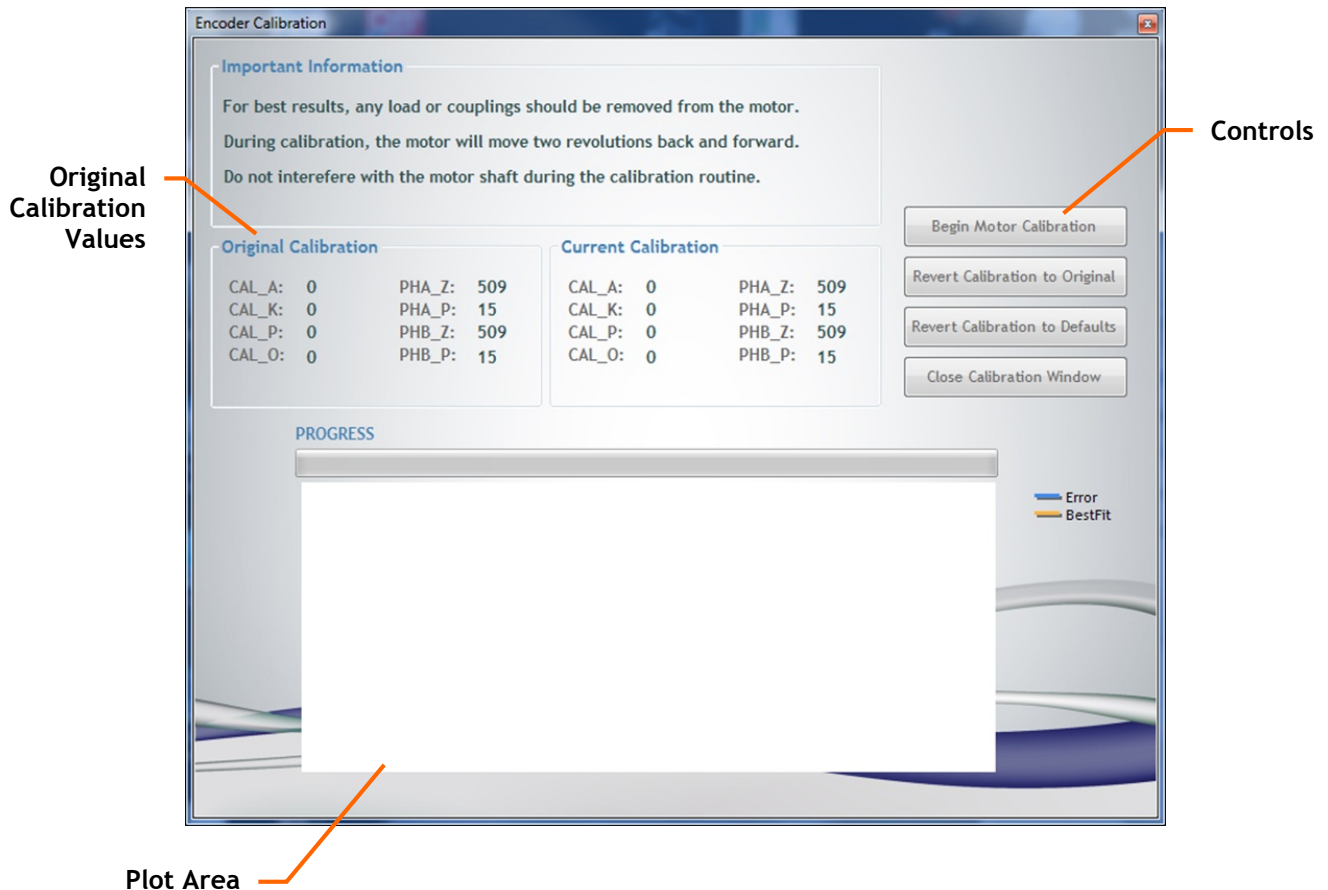 Encoder Calibration
Important Information
For best results, any load or couplings should be removed from the motor.
During calibration, the motor will move two revolutions back and forward.
Do not interefere with the motor shaft during the calibration routine.
Controls
Original
Calibration
Values
Begin Motor Calibration
Revert Calibration to Original
Revert Calibration to Defaults
Close Calibration Window
Original Calibration
CAL_A: 0 PHA_Z: 509
CAL_K: 0 PHA_P: 15
CAL_P: 0 PHB_Z: 509
CAL_O: 0 PHB_P: 15
Current Calibration
CAL_A: 0 PHA_Z: 509
CAL_K: 0 PHA_P: 15
CAL_P: 0 PHB_Z: 509
CAL_O: 0 PHB_P: 15
PROGRESS
Error
BestFit
Plot Area